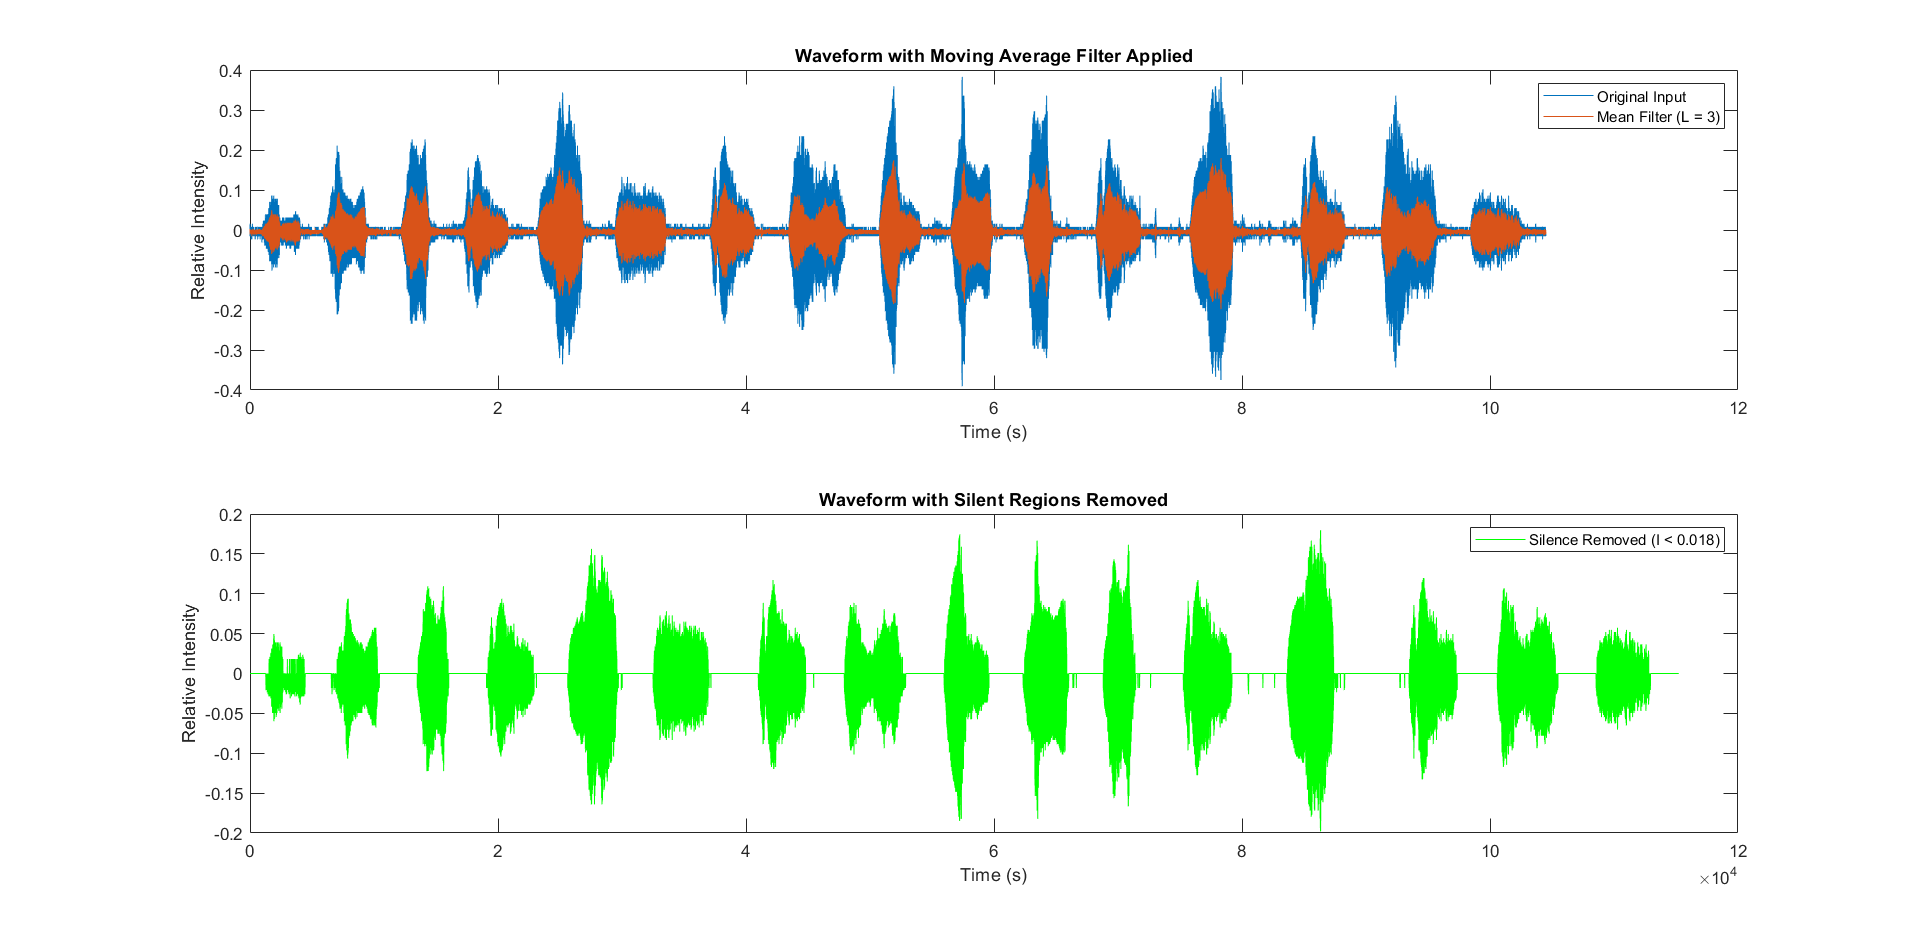 Waveform with Moving Average Filter Applied
0.4
0.3
0.2
0.1
0
-0.1
-0.2
-0.3
-0.4
Relative Intensity
Original Input
Mean Filter (L = 3)
0 2 4 6 8 10 12
Time (s)
Waveform with Silent Regions Removed
0.2
0.15
0.1
0.05
0
-0.05
-0.1
-0.15
-0.2
Relative Intensity
Silence Removed (I < 0.018)
0 2 4 6 8 10 12
Time (s)
×10⁴